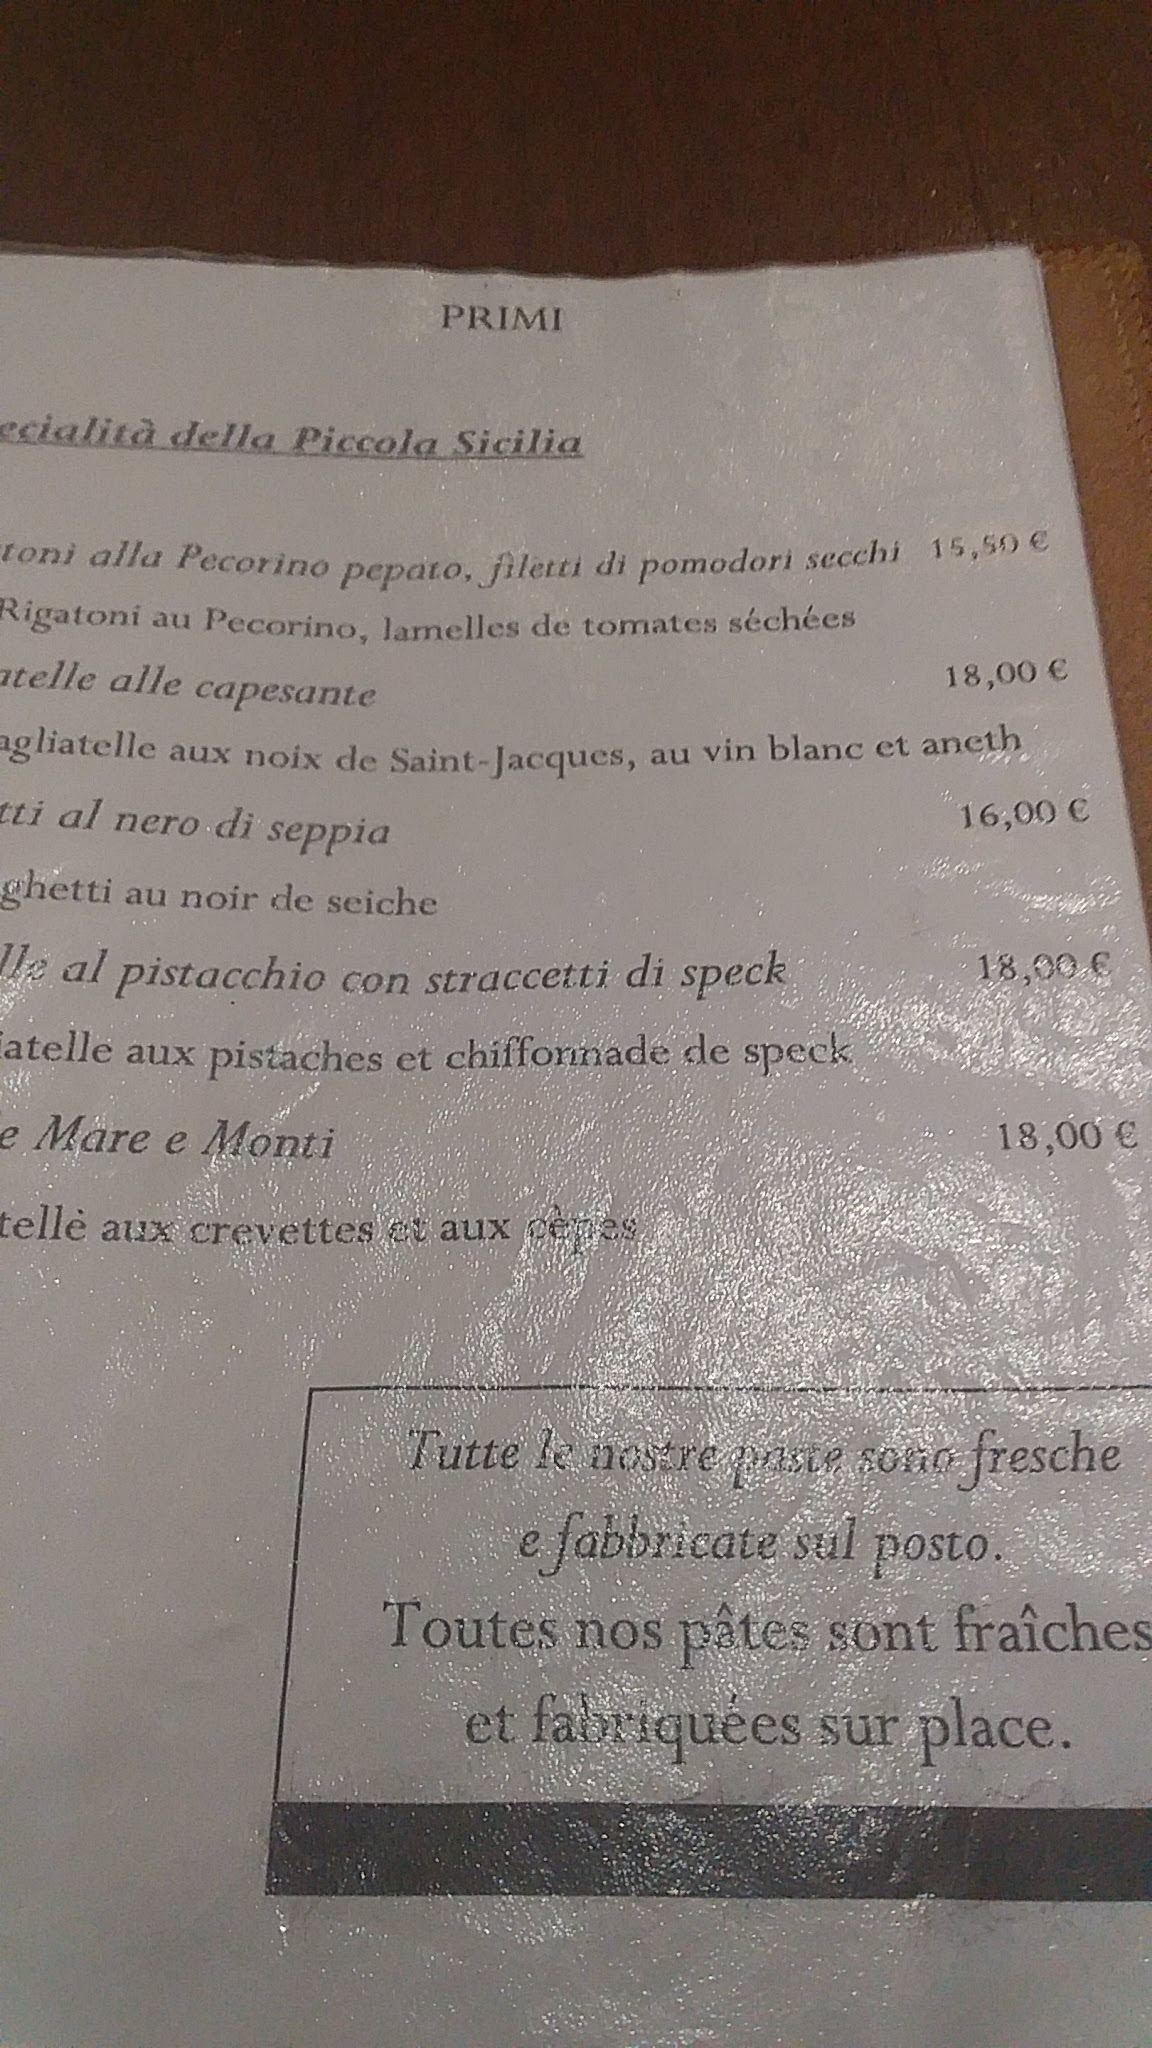 PRIMI
ecialità della Piccola Sicilia
toni alla Pecorino pepato, filetti di pomodori secchi 15,50 €
Rigatoni au Pecorino, lamelles de tomates séchées
atelle alle capesante 18,00 €
agliatelle aux noix de Saint-Jacques, au vin blanc et aneth
tti al nero di seppia 16,00 €
ghetti au noir de seiche
lle al pistacchio con straccetti di speck 18,00 €
iatelle aux pistaches et chiffonnade de speck
e Mare e Monti 18,00 €
telle aux crevettes et aux cèpes
Tutte le nostre paste sono fresche
e fabbricate sul posto.
Toutes nos pâtes sont fraîches
et fabriquées sur place.